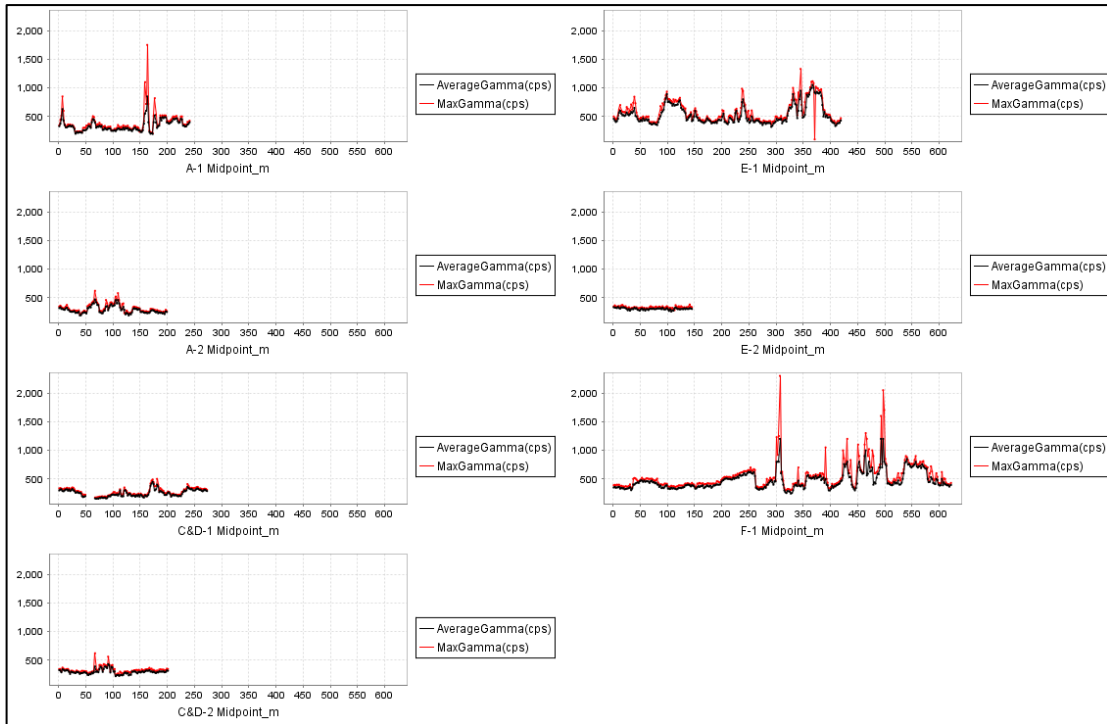 2,000
1,500
1,000
500
0 50 100 150 200 250 300 350 400 450 500 550 600
A-1 Midpoint_m
AverageGamma(cps)
MaxGamma(cps)
2,000
1,500
1,000
500
0 50 100 150 200 250 300 350 400 450 500 550 600
E-1 Midpoint_m
AverageGamma(cps)
MaxGamma(cps)
2,000
1,500
1,000
500
0 50 100 150 200 250 300 350 400 450 500 550 600
A-2 Midpoint_m
AverageGamma(cps)
MaxGamma(cps)
2,000
1,500
1,000
500
0 50 100 150 200 250 300 350 400 450 500 550 600
E-2 Midpoint_m
AverageGamma(cps)
MaxGamma(cps)
2,000
1,500
1,000
500
0 50 100 150 200 250 300 350 400 450 500 550 600
C&D-1 Midpoint_m
AverageGamma(cps)
MaxGamma(cps)
2,000
1,500
1,000
500
0 50 100 150 200 250 300 350 400 450 500 550 600
F-1 Midpoint_m
AverageGamma(cps)
MaxGamma(cps)
2,000
1,500
1,000
500
0 50 100 150 200 250 300 350 400 450 500 550 600
C&D-2 Midpoint_m
AverageGamma(cps)
MaxGamma(cps)